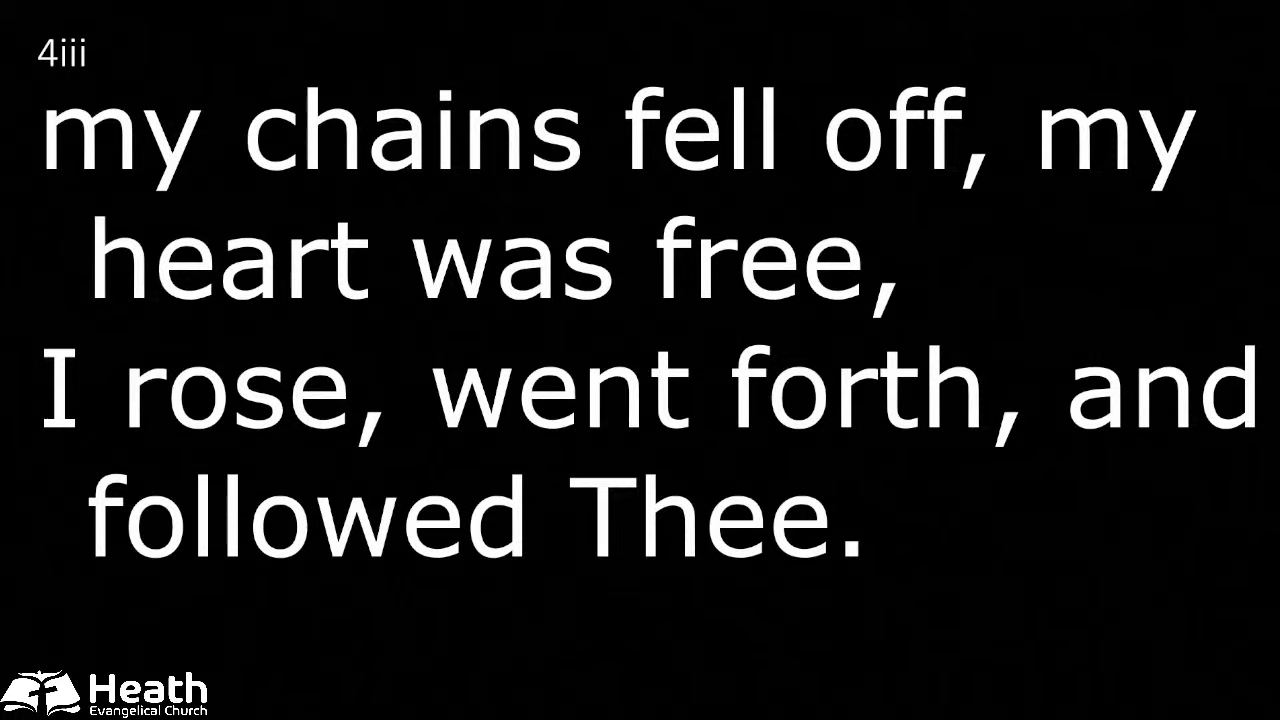 4iii
my chains fell off, my
heart was free,
I rose, went forth, and
followed Thee.
Heath
Evangelical Church